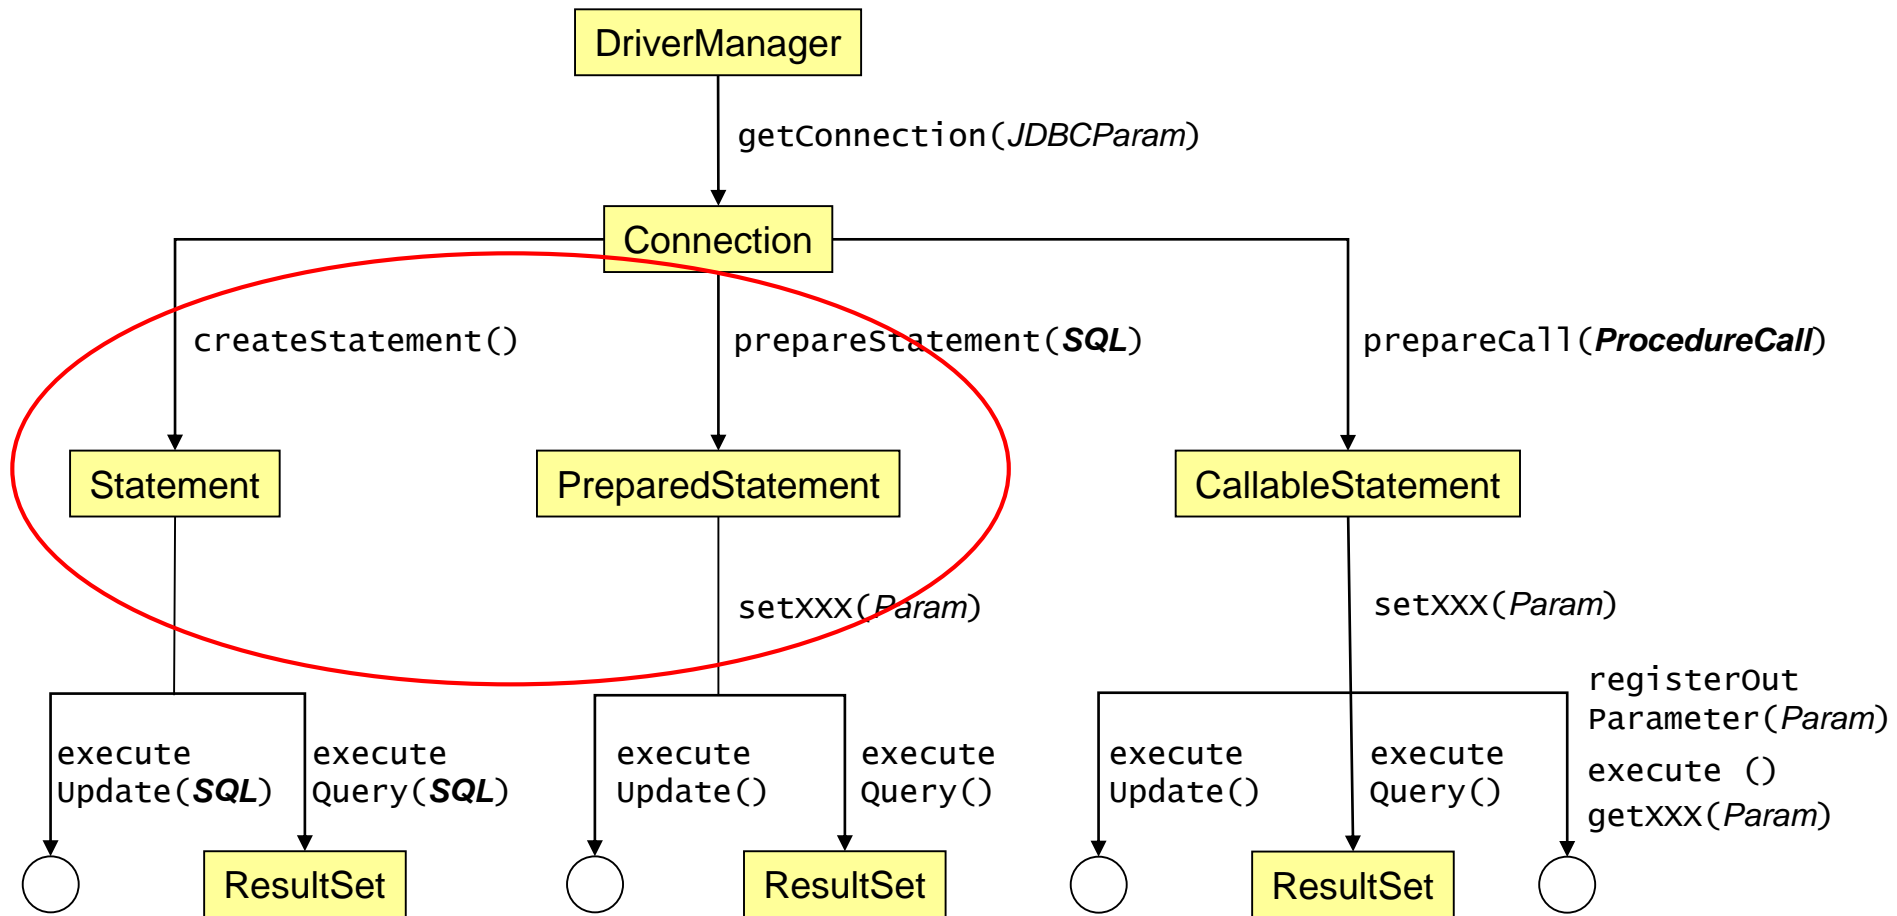 DriverManager
getConnection(JDBCParam)
Connection
createStatement()
prepareStatement(SQL)
prepareCall(ProcedureCall)
Statement
PreparedStatement
CallableStatement
setXXX(Param)
setXXX(Param)
execute
Update(SQL)
execute
Query(SQL)
execute
Update()
execute
Query()
execute
Update()
execute
Query()
registerOut
Parameter(Param)
execute ()
getXXX(Param)
ResultSet
ResultSet
ResultSet